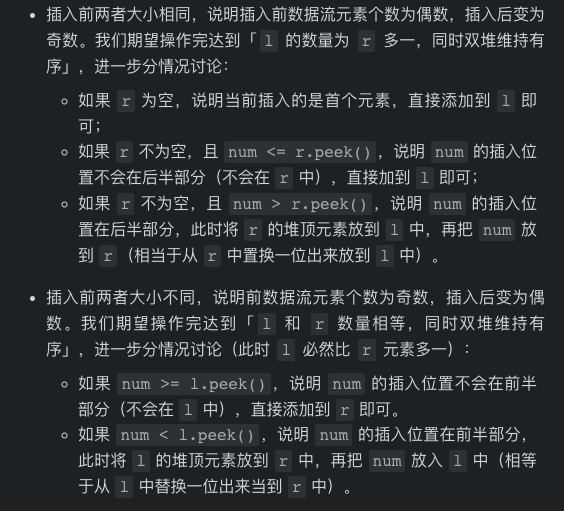 插入前两者大小相同，说明插入前数据流元素个数为偶数，插入后变为
奇数。我们期望操作完达到「l 的数量为 r 多一，同时双堆维持有
序」，进一步分情况讨论：
如果 r 为空，说明当前插入的是首个元素，直接添加到 l 即
可；
如果 r 不为空，且 num <= r.peek()，说明 num 的插入位
置不会在后半部分（不会在 r 中），直接加到 l 即可；
如果 r 不为空，且 num > r.peek()，说明 num 的插入位
置在后半部分，此时将 r 的堆顶元素放到 l 中，再把 num 放
到 r（相当于从 r 中置换一位出来放到 l 中）。
插入前两者大小不同，说明前数据流元素个数为奇数，插入后变为偶
数。我们期望操作完达到「l 和 r 数量相等，同时双堆维持有
序」，进一步分情况讨论（此时 l 必然比 r 元素多一）：
如果 num >= l.peek()，说明 num 的插入位置不会在前半
部分（不会在 l 中），直接添加到 r 即可。
如果 num < l.peek()，说明 num 的插入位置在前半部分，
此时将 l 的堆顶元素放到 r 中，再把 num 放入 l 中（相等
于从 l 中替换一位出来当到 r 中）。